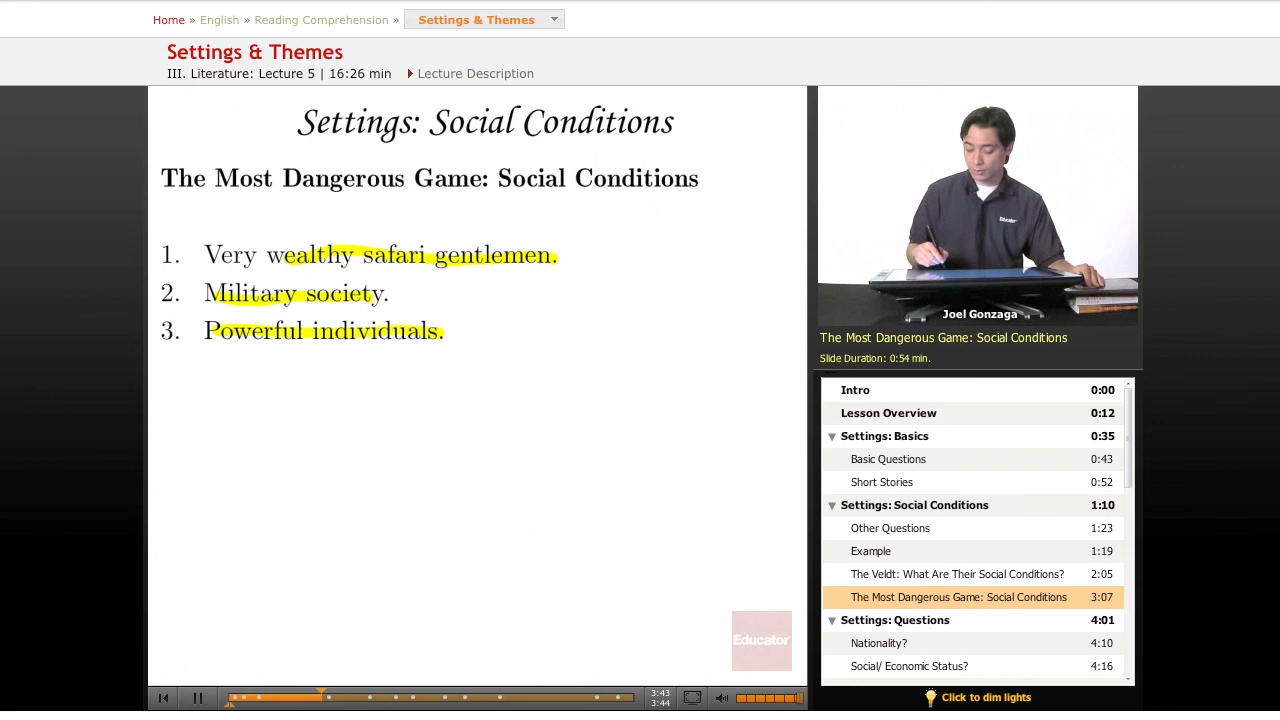 Home » English » Reading Comprehension » Settings & Themes
Settings & Themes
III. Literature: Lecture 5 | 16:26 min Lecture Description
Settings: Social Conditions
The Most Dangerous Game: Social Conditions
1. Very wealthy safari gentlemen.
2. Military society.
3. Powerful individuals.
Educator
3:43
3:44
Educator
Joel Gonzaga
The Most Dangerous Game: Social Conditions
Slide Duration: 0:54 min.
Intro 0:00
Lesson Overview 0:12
Settings: Basics 0:35
Basic Questions 0:43
Short Stories 0:52
Settings: Social Conditions 1:10
Other Questions 1:23
Example 1:19
The Veldt: What Are Their Social Conditions? 2:05
The Most Dangerous Game: Social Conditions 3:07
Settings: Questions 4:01
Nationality? 4:10
Social/ Economic Status? 4:16
Click to dim lights